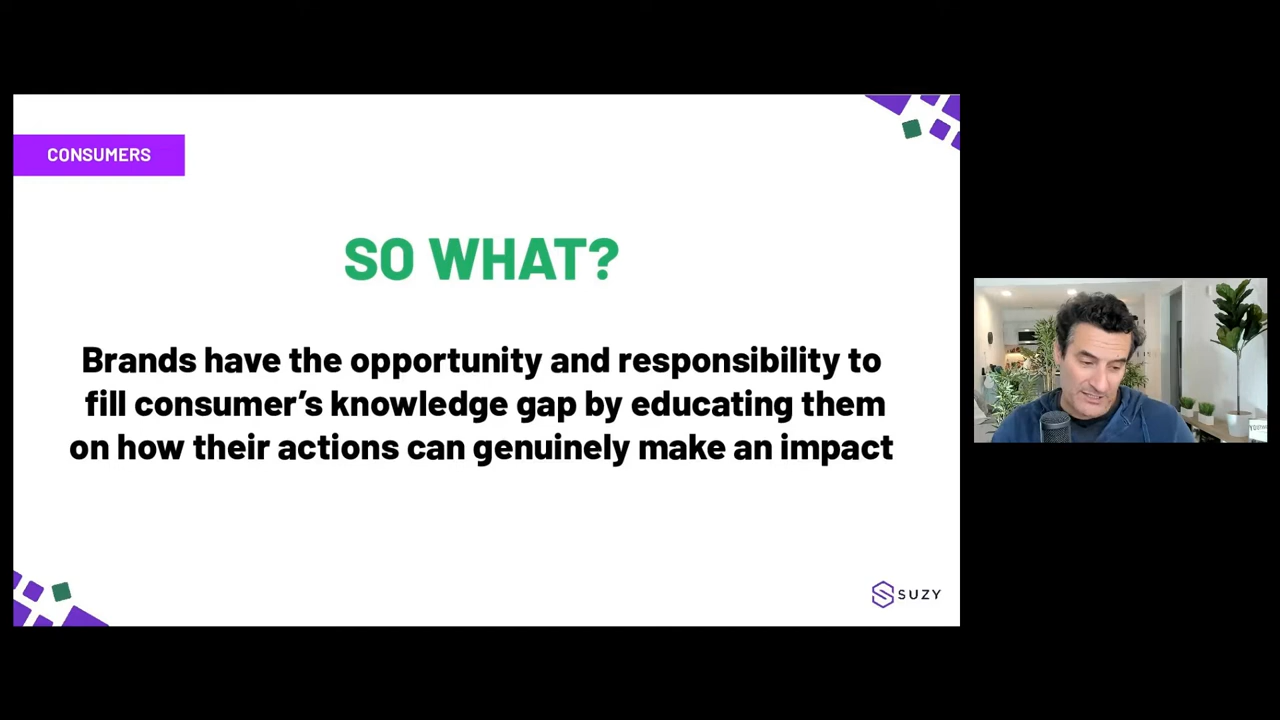 CONSUMERS
SO WHAT?
Brands have the opportunity and responsibility to
fill consumer’s knowledge gap by educating them
on how their actions can genuinely make an impact
SUZY